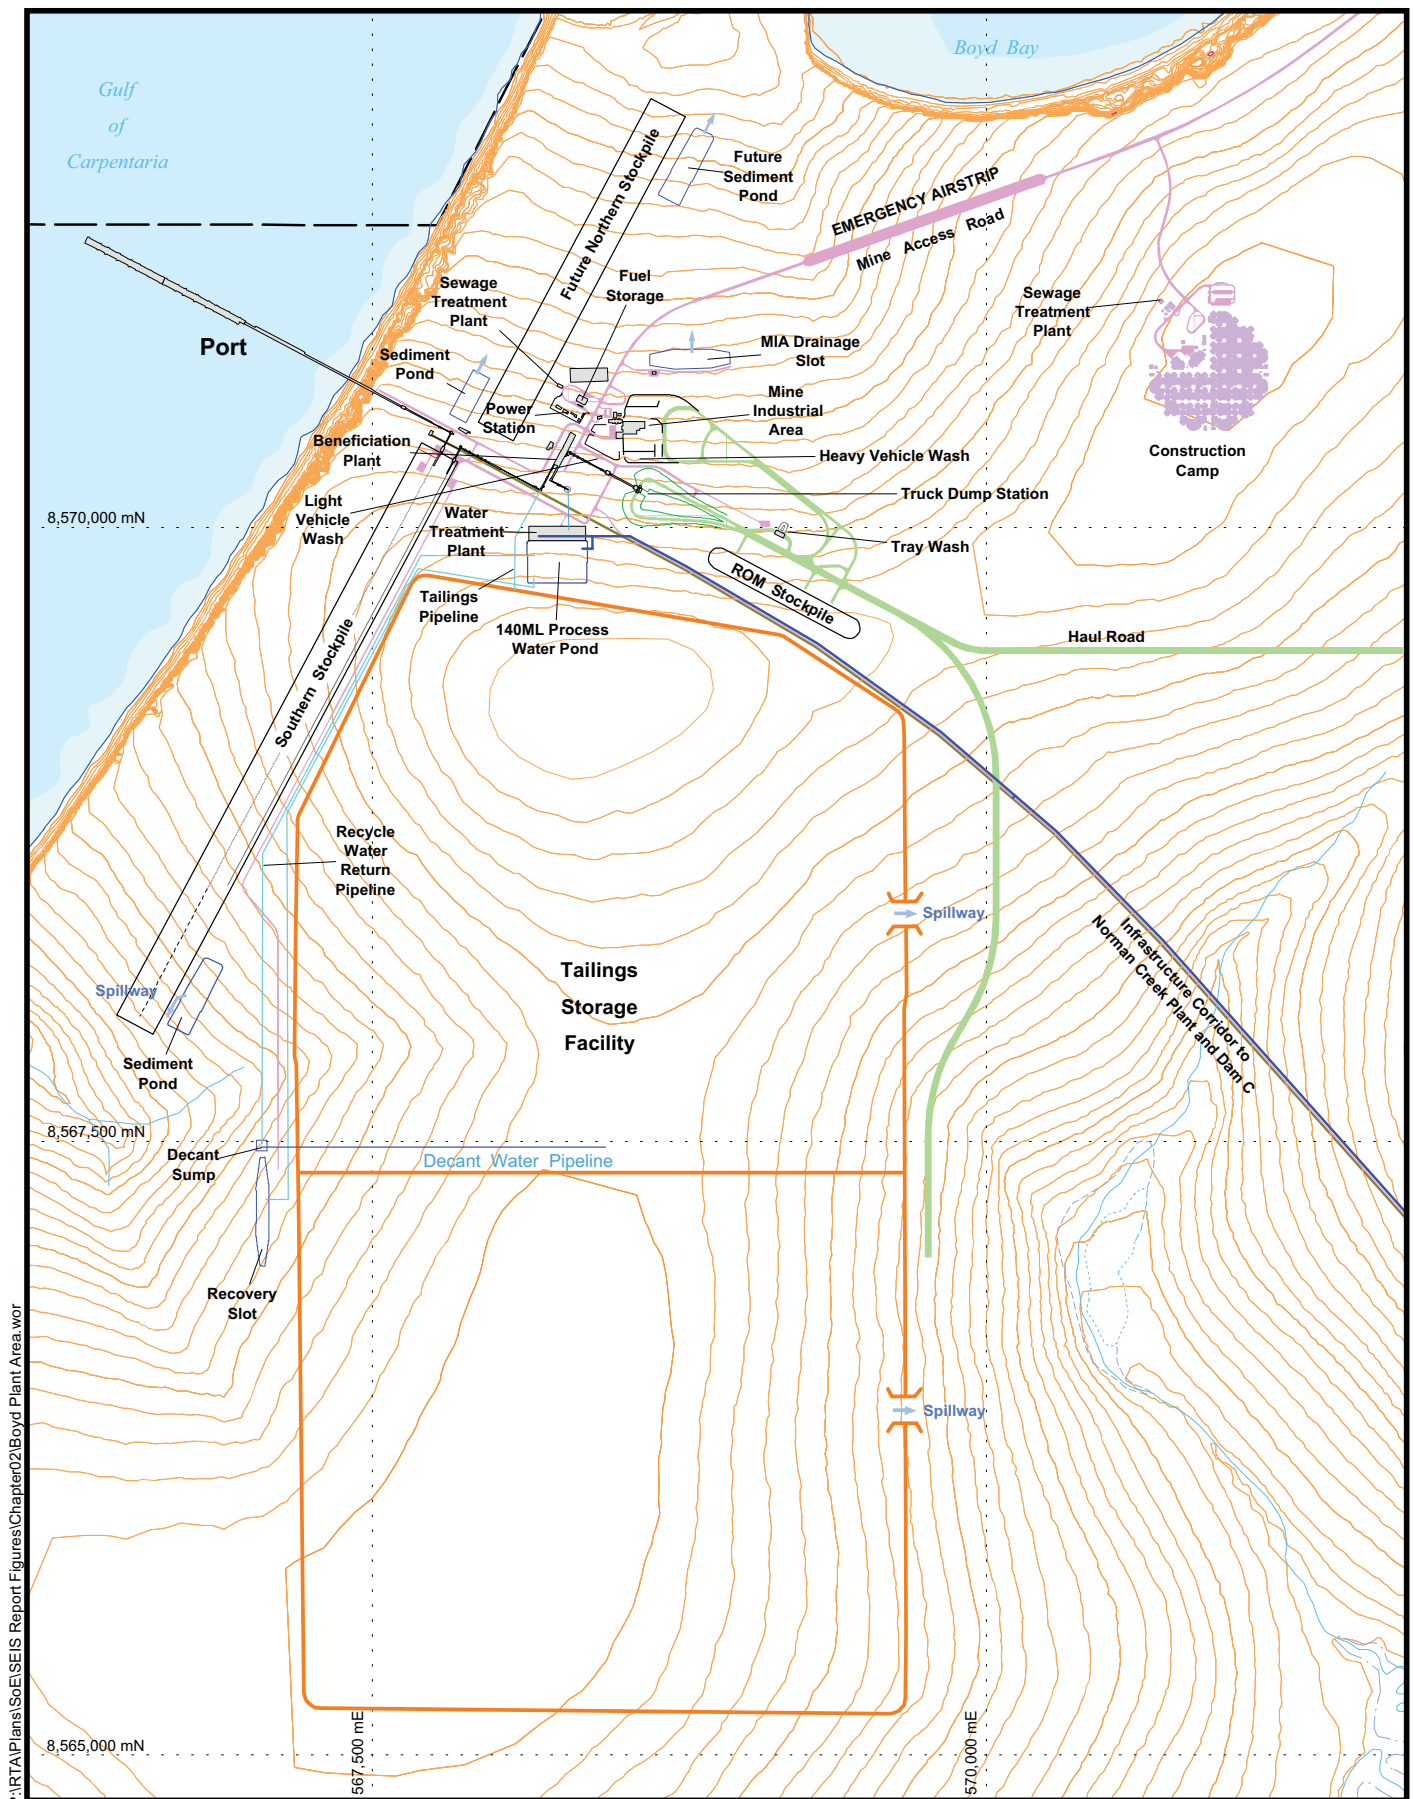 Gulf
of
Carpentaria
Boyd Bay
Future Northern Stockpile
Future
Sediment
Pond
EMERGENCY AIRSTRIP
Mine Access Road
Sewage
Treatment
Plant
Fuel
Storage
Sewage
Treatment
Plant
Port
Sediment
Pond
MIA Drainage
Slot
Mine
Industrial
Area
Power
Station
Beneficiation
Plant
Heavy Vehicle Wash
Construction
Camp
Truck Dump Station
Light
Vehicle
Wash
Water
Treatment
Plant
8,570,000 mN
Tray Wash
ROM Stockpile
Tailings
Pipeline
140ML Process
Water Pond
Haul Road
Southern Stockpile
Recycle
Water
Return
Pipeline
Spillway
Infrastructure Corridor to
Norman Creek Plant and Dam C
Tailings
Storage
Facility
Spillway
Sediment
Pond
8,567,500 mN
Decant
Sump
Decant Water Pipeline
Recovery
Slot
Spillway
8,565,000 mN
567,500 mE
570,000 mE
:\RTA\Plans\SoE\SEIS Report Figures\Chapter02\Boyd Plant Area.wor